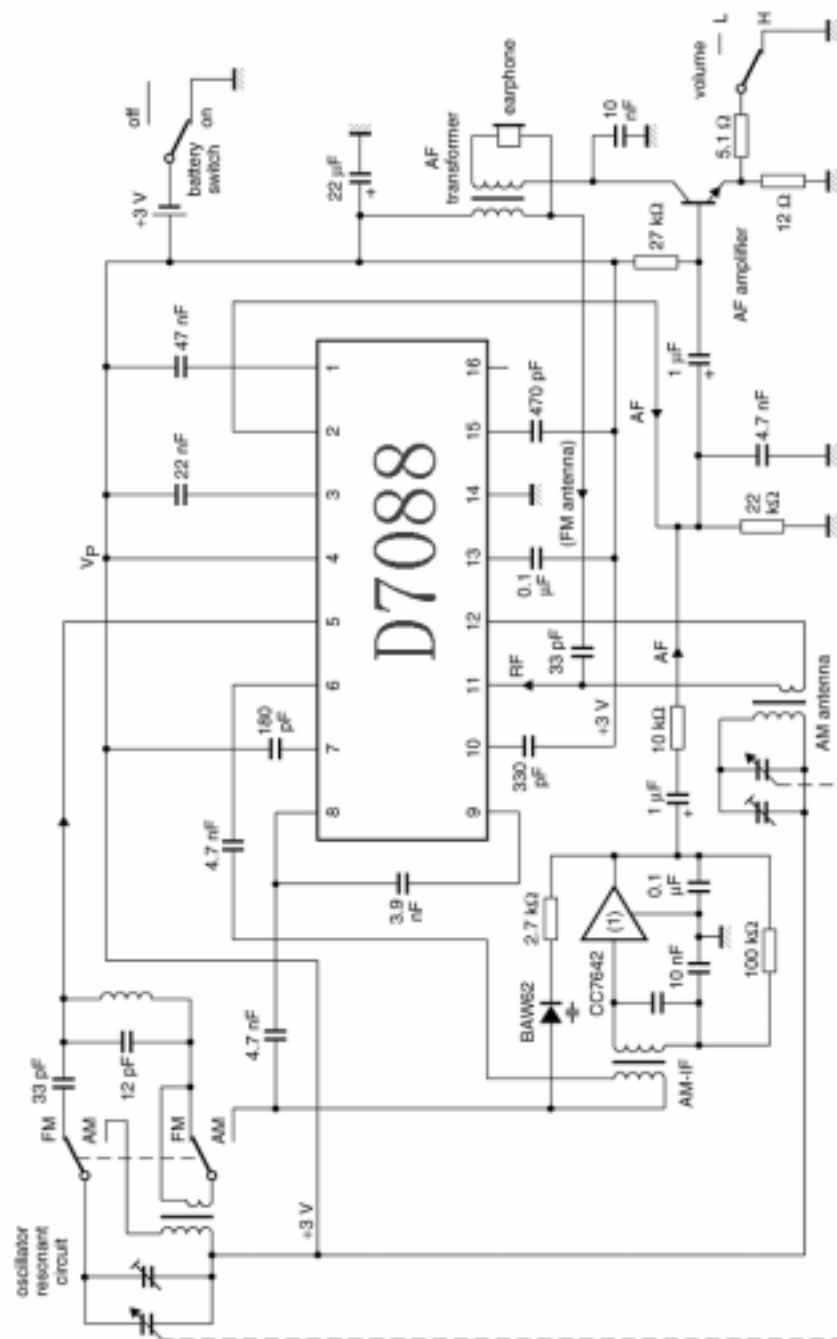 oscillator
resonant
circuit
FM
AM
FM
AM
33 pF
12 pF
+3 V
4.7 nF
4.7 nF
3.9
nF
180
pF
VP
22 nF
47 nF
+3 V
battery
switch
off
on
22 µF
+
8
7
6
5
4
3
2
1
D7088
9
10
11
12
13
14
15
16
330
pF
+3 V
RF
33 pF
0.1
µF
(FM antenna)
470 pF
AF
transformer
earphone
10
nF
27 kΩ
5.1 Ω
12 Ω
volume
L
H
AF amplifier
1 µF
+
AF
4.7 nF
22
kΩ
AF
10 kΩ
1 µF
+
BAW62
2.7 kΩ
CC7642
(1)
0.1
µF
10 nF
100 kΩ
AM-IF
AM antenna